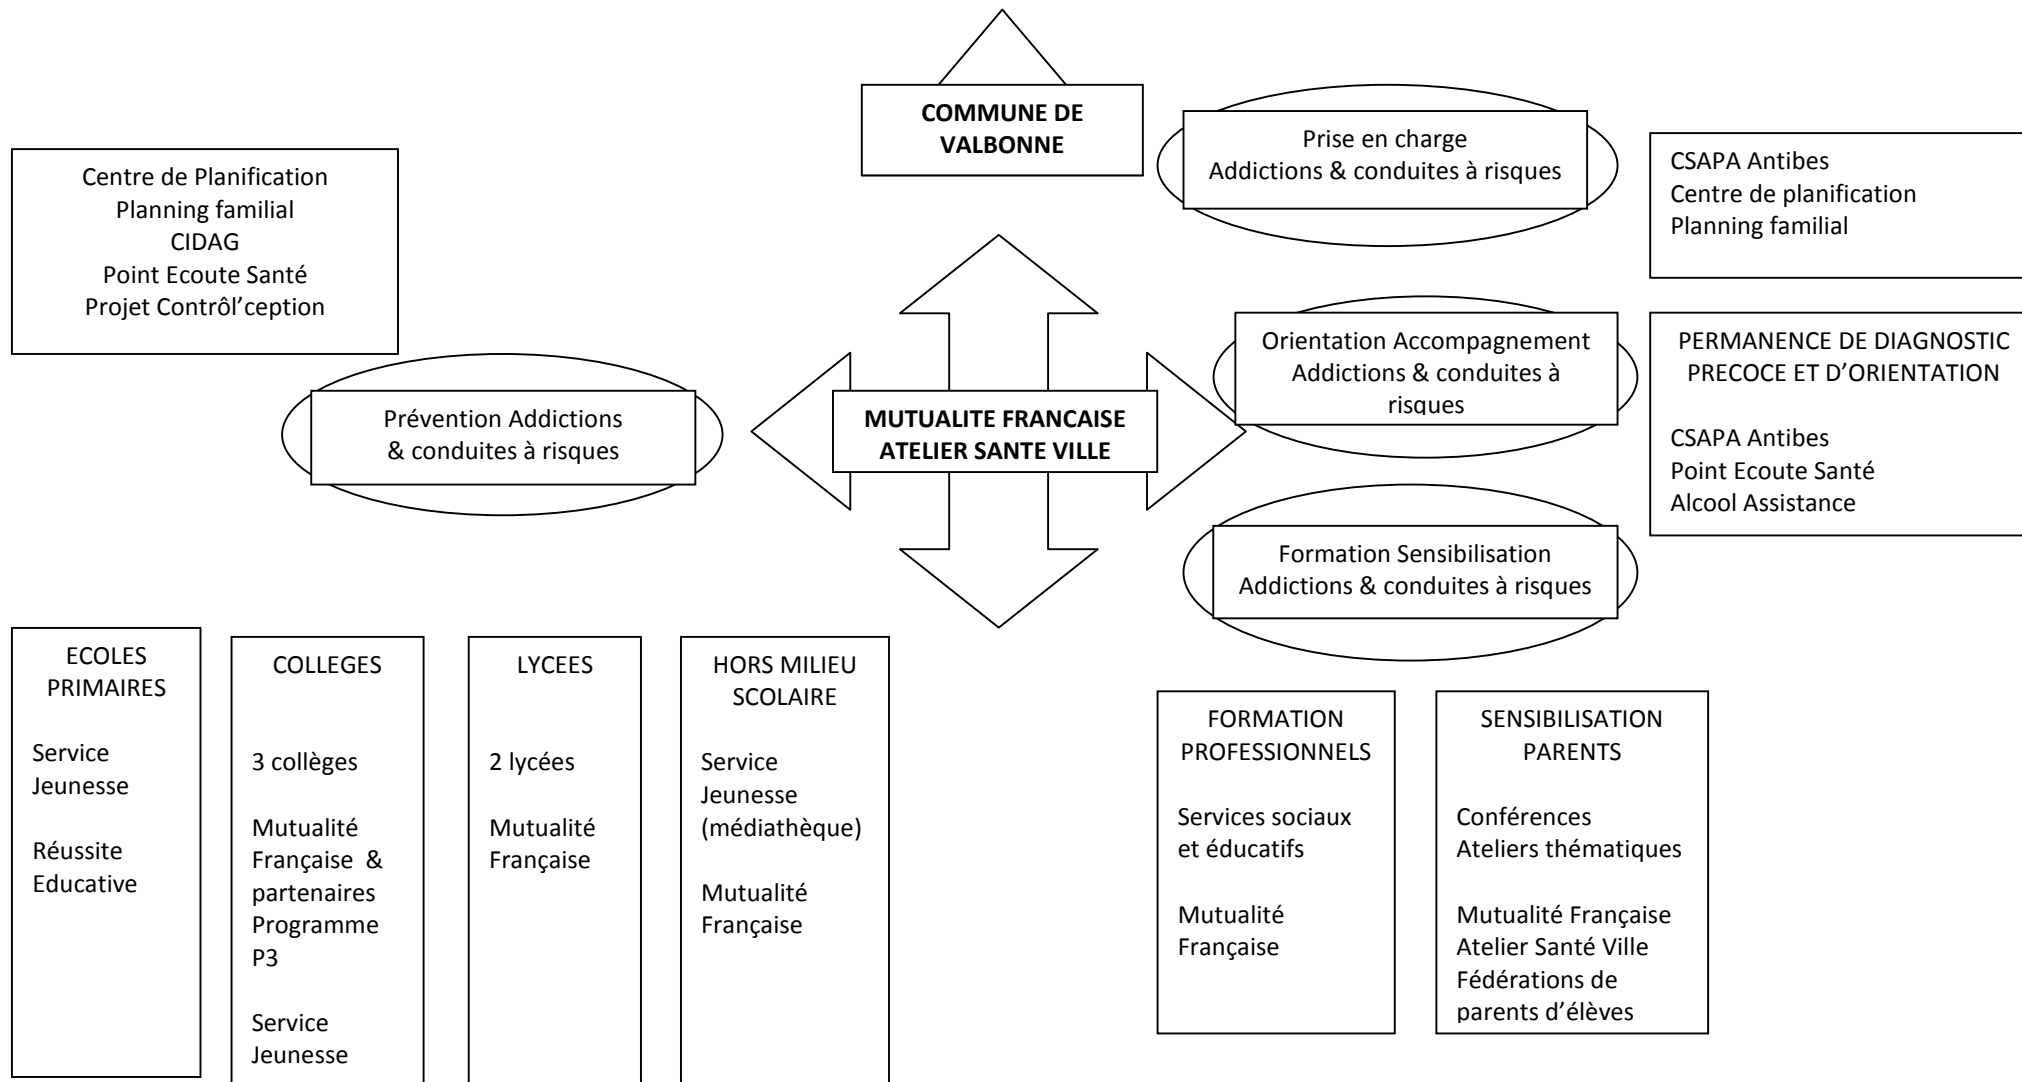 COMMUNE DE
VALBONNE
Prise en charge
Addictions & conduites à risques
CSAPA Antibes
Centre de planification
Planning familial
Centre de Planification
Planning familial
CIDAG
Point Ecoute Santé
Projet Contrôl’ception
Orientation Accompagnement
Addictions & conduites à
risques
PERMANENCE DE DIAGNOSTIC
PRECOCE ET D’ORIENTATION
CSAPA Antibes
Point Ecoute Santé
Alcool Assistance
Prévention Addictions
& conduites à risques
MUTUALITE FRANCAISE
ATELIER SANTE VILLE
Formation Sensibilisation
Addictions & conduites à risques
ECOLES
PRIMAIRES
Service
Jeunesse
Réussite
Educative
COLLEGES
3 collèges
Mutualité
Française &
partenaires
Programme
P3
Service
Jeunesse
LYCEES
2 lycées
Mutualité
Française
HORS MILIEU
SCOLAIRE
Service
Jeunesse
(médiathèque)
Mutualité
Française
FORMATION
PROFESSIONNELS
Services sociaux
et éducatifs
Mutualité
Française
SENSIBILISATION
PARENTS
Conférences
Ateliers thématiques
Mutualité Française
Atelier Santé Ville
Fédérations de
parents d’élèves